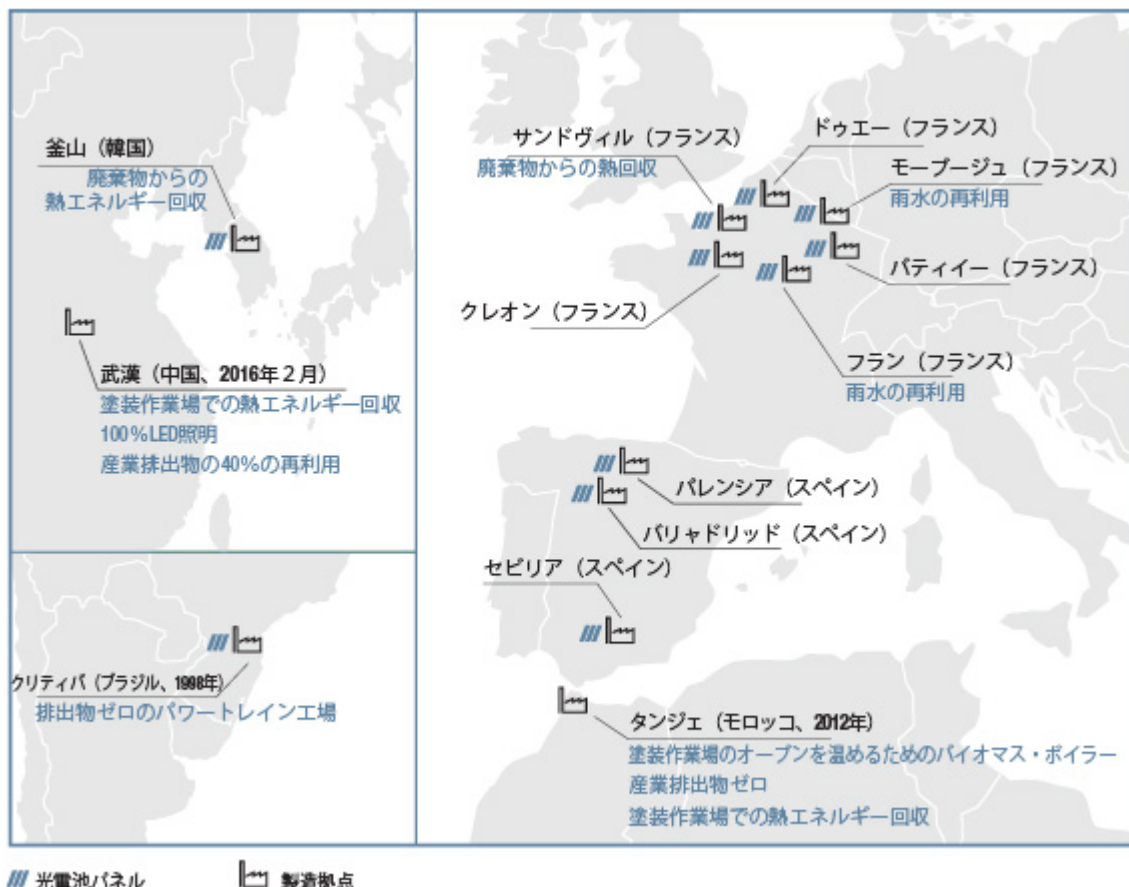 釜山（韓国）
廃棄物からの
熱エネルギー回収
武漢（中国、2016年２月）
塗装作業場での熱エネルギー回収
100％LED照明
産業排出物の40％の再利用
クリティバ（ブラジル、1998年）
排出物ゼロのパワートレイン工場
サンドヴィル（フランス）
廃棄物からの熱回収
ドゥエー（フランス）
モーブージュ（フランス）
雨水の再利用
バティイー（フランス）
クレオン（フランス）
フラン（フランス）
雨水の再利用
パレンシア（スペイン）
バリャドリッド（スペイン）
セビリア（スペイン）
タンジェ（モロッコ、2012年）
塗装作業場のオーブンを温めるためのバイオマス・ボイラー
産業排出物ゼロ
塗装作業場での熱エネルギー回収
光電池パネル
製造拠点